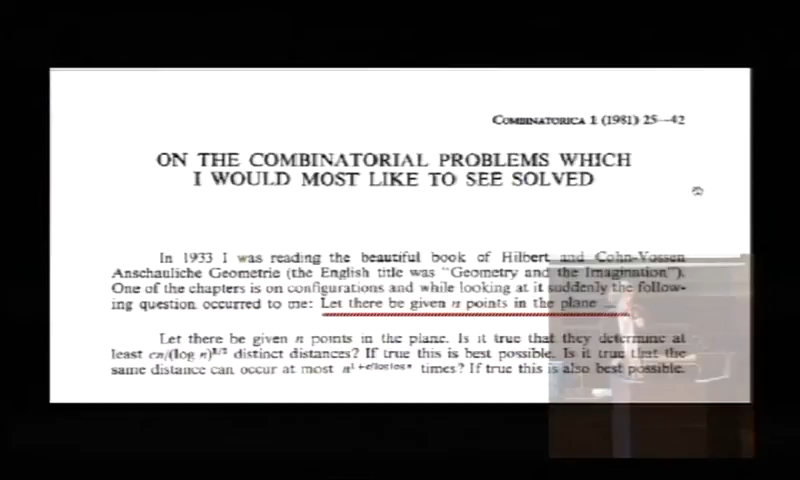 COMBINATORICA 1 (1981) 25—42
ON THE COMBINATORIAL PROBLEMS WHICH
I WOULD MOST LIKE TO SEE SOLVED
In 1933 I was reading the beautiful book of Hilbert and Cohn-Vossen
Anschauliche Geometrie (the English title was "Geometry and the Imagination").
One of the chapters is on configurations and while looking at it suddenly the follow-
ing question occurred to me: Let there be given n points in the plane
Let there be given n points in the plane. Is it true that they determine at
least cn/(log n)^{1/2} distinct distances? If true this is best possible. Is it true that the
same distance can occur at most times? If true this is also best possible.